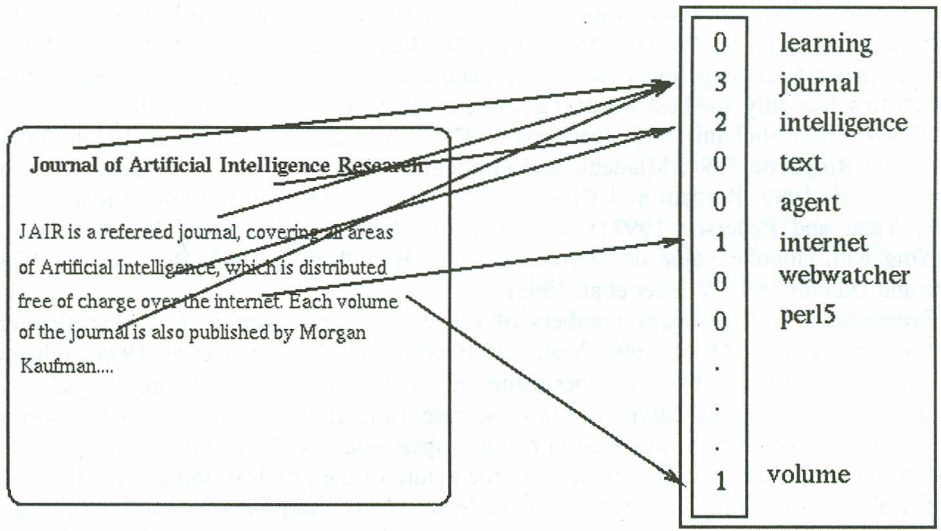 Journal of Artificial Intelligence Research
JAIR is a refereed journal, covering all areas
of Artificial Intelligence, which is distributed
free of charge over the internet. Each volume
of the journal is also published by Morgan
Kaufman....
0 learning
3 journal
2 intelligence
0 text
0 agent
1 internet
0 webwatcher
0 perl5
.
.
.
1 volume